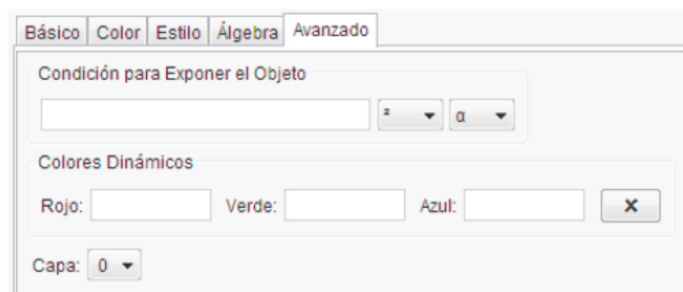 Básico Color Estilo Álgebra Avanzado
Condición para Exponer el Objeto
² α
Colores Dinámicos
Rojo: Verde: Azul: x
Capa: 0